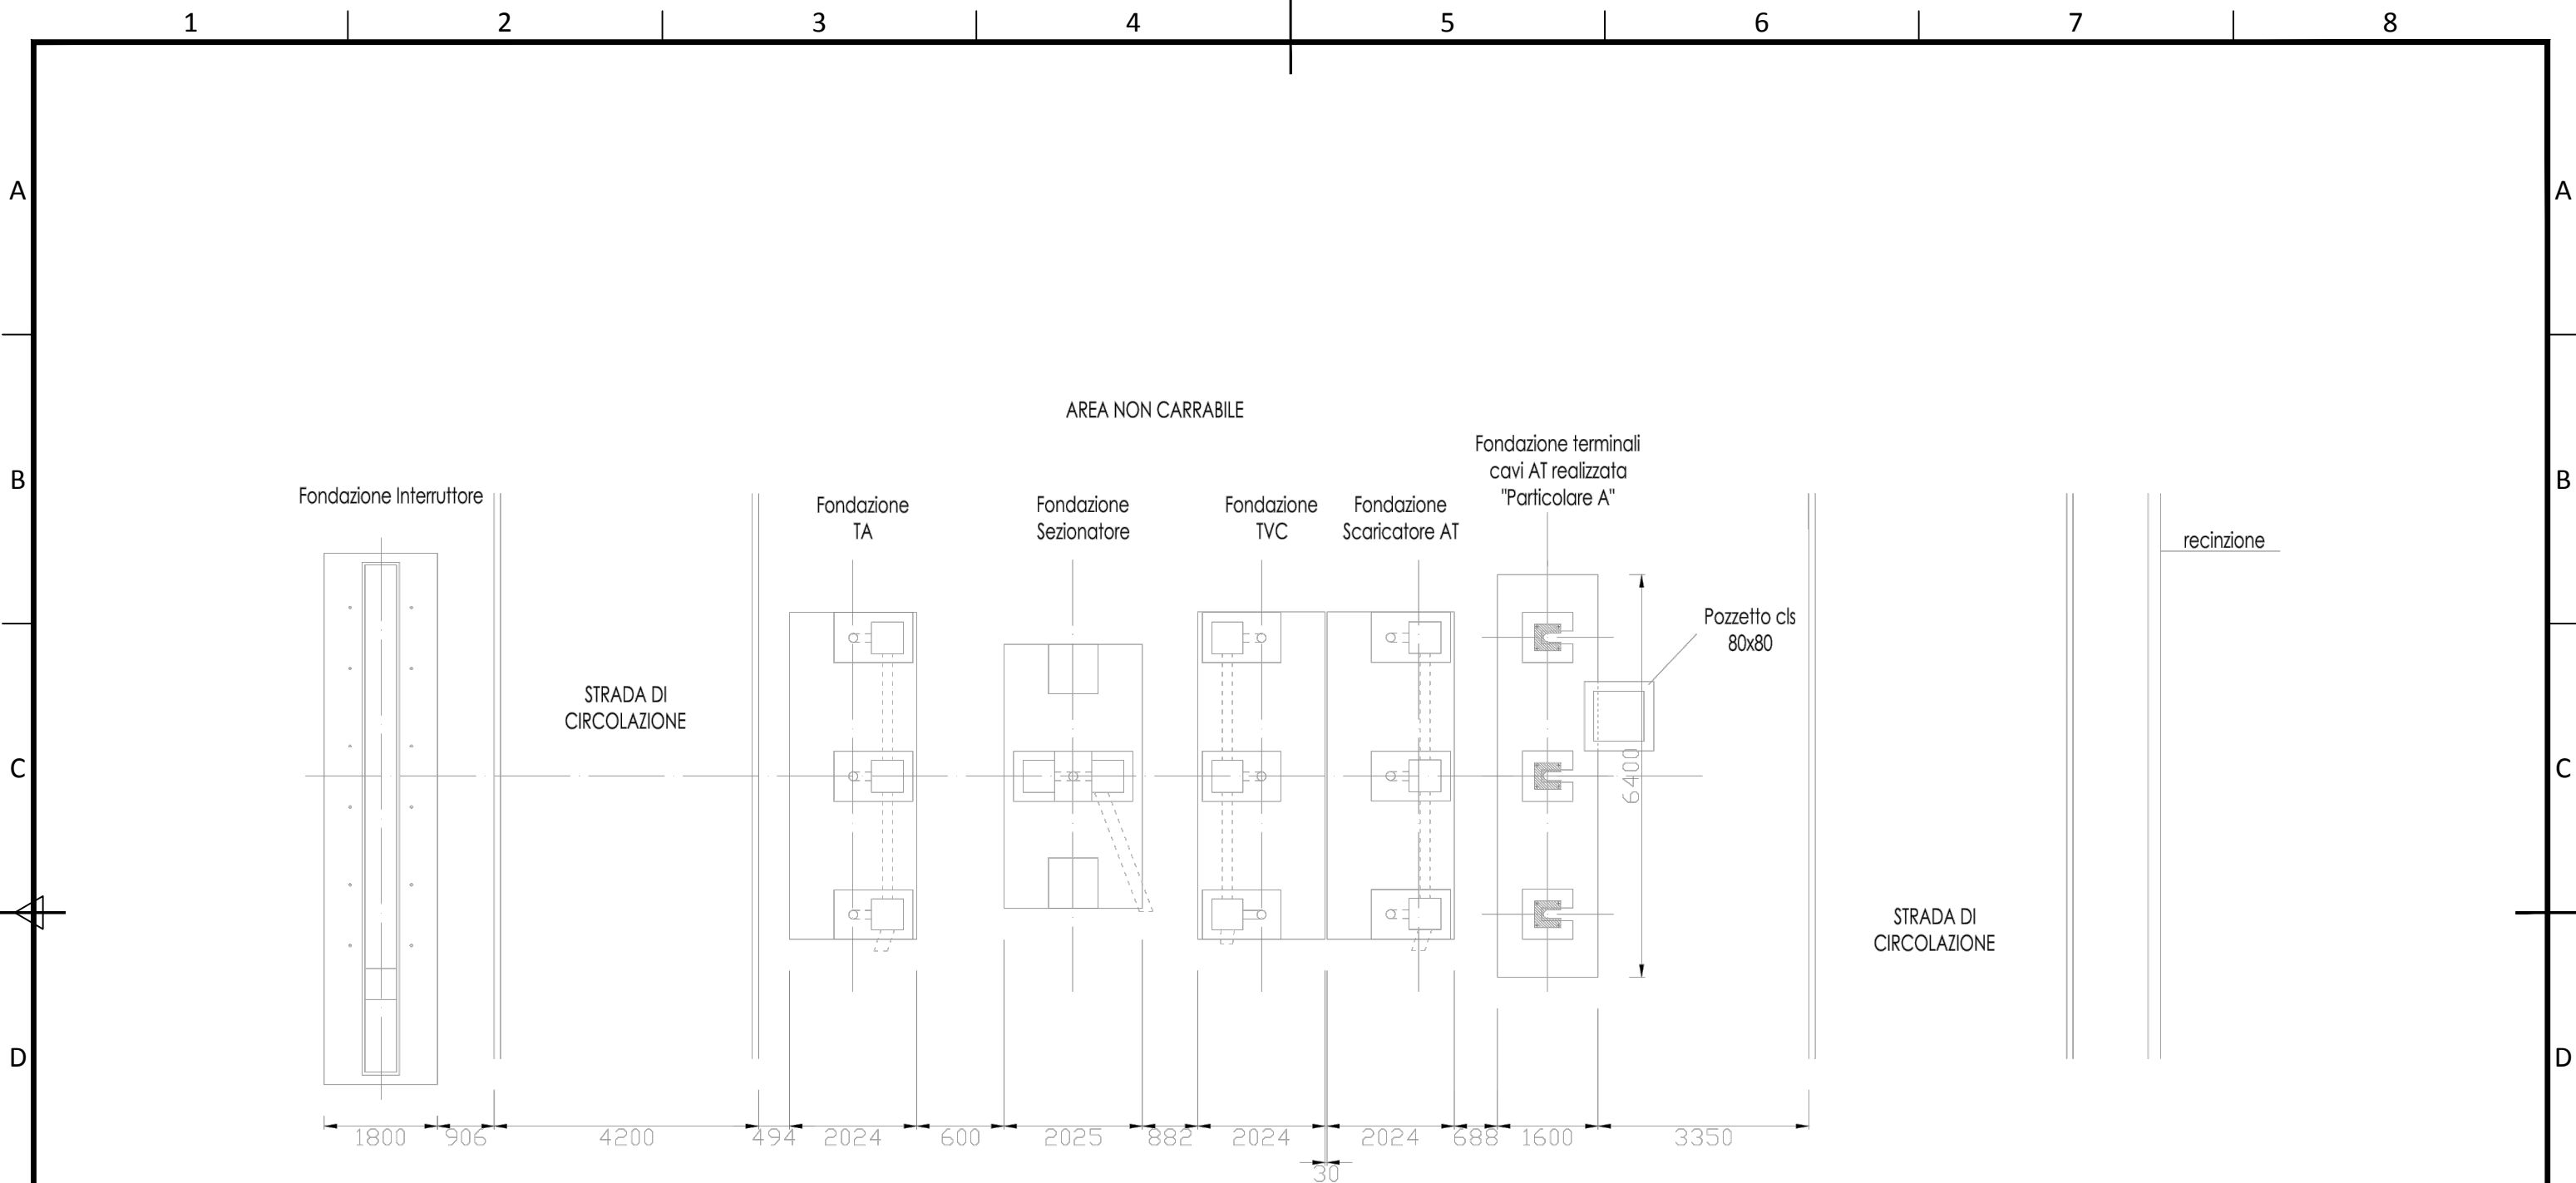 1 2 3 4 5 6 7 8
A A
AREA NON CARRABILE
B B
Fondazione Interruttore
Fondazione
TA
Fondazione
Sezionatore
Fondazione
TVC
Fondazione
Scaricatore AT
Fondazione terminali
cavi AT realizzata
"Particolare A"
recinzione
Pozzetto cls
80x80
STRADA DI
CIRCOLAZIONE
C C
6400
STRADA DI
CIRCOLAZIONE
D D
1800 906 4200 494 2024 600 2025 882 2024 2024 688 1600 3350
30